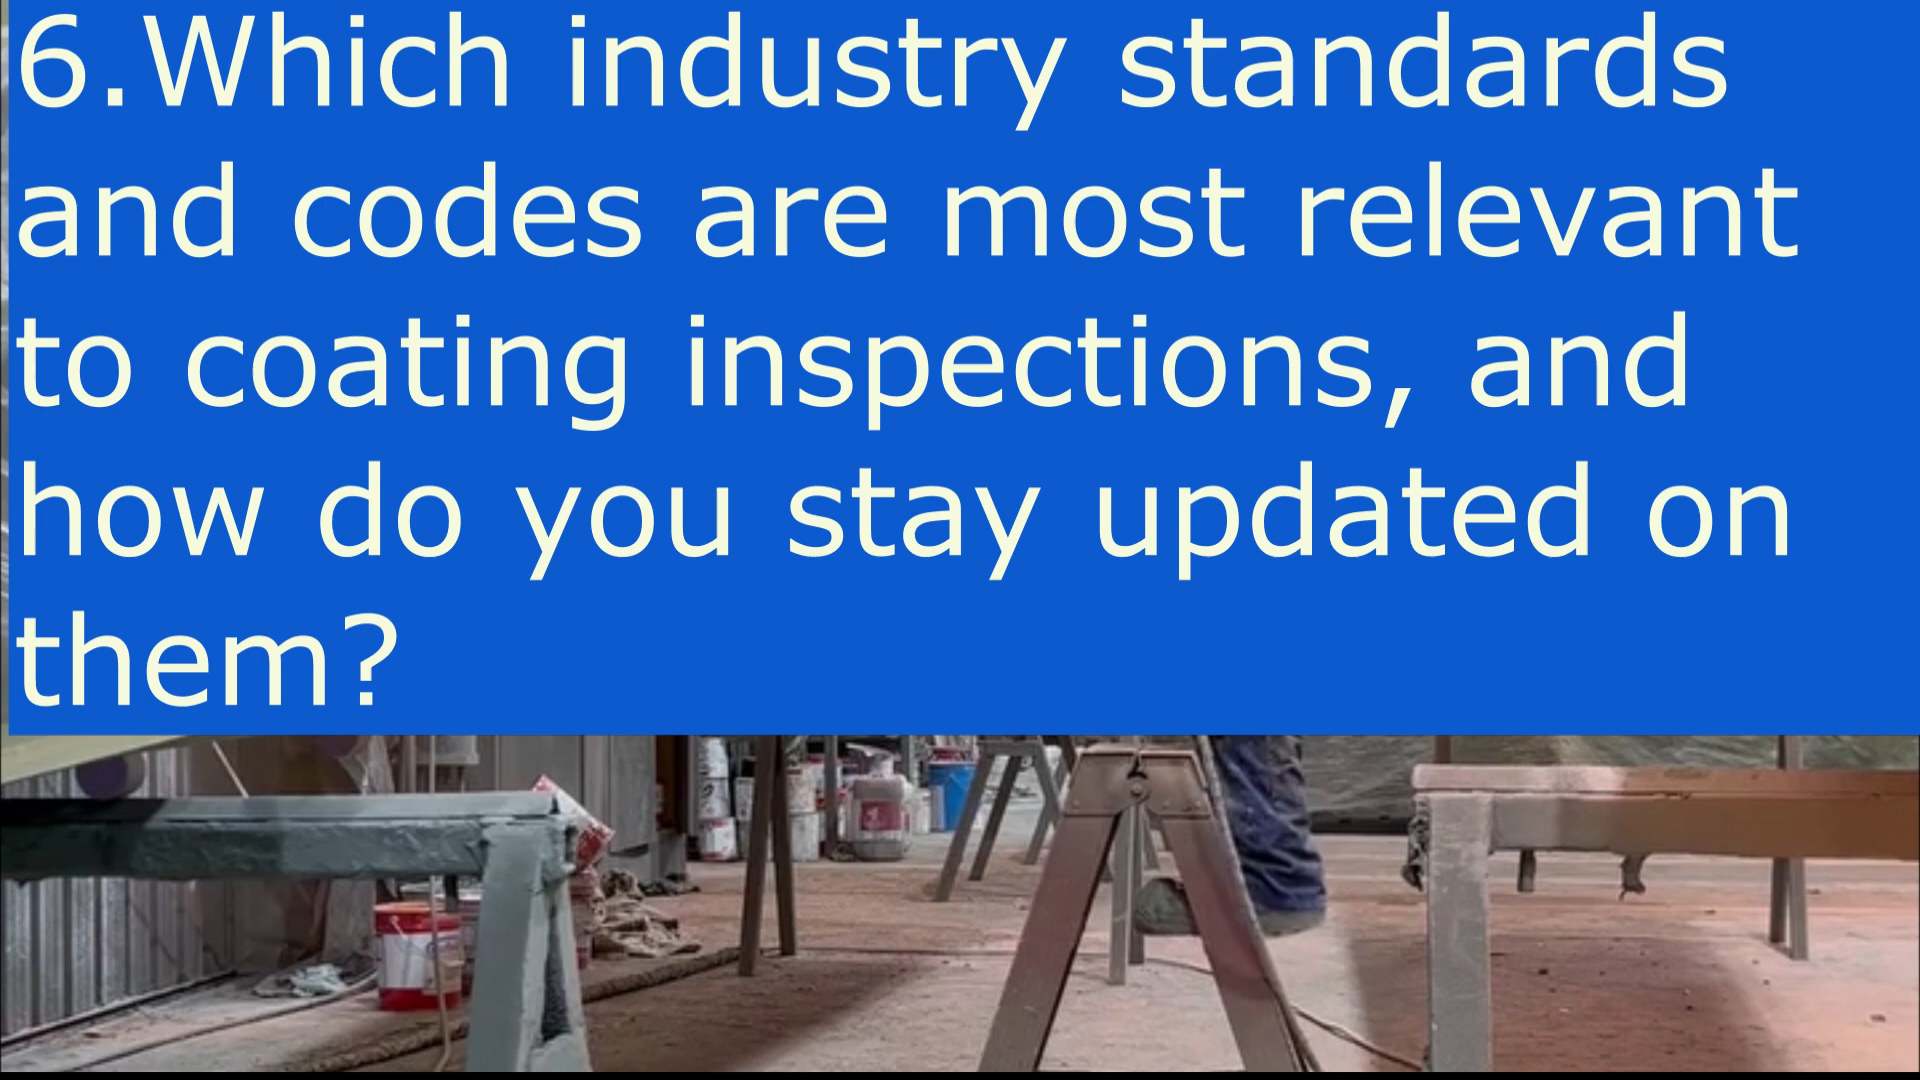 6.Which industry standards
and codes are most relevant
to coating inspections, and
how do you stay updated on
them?